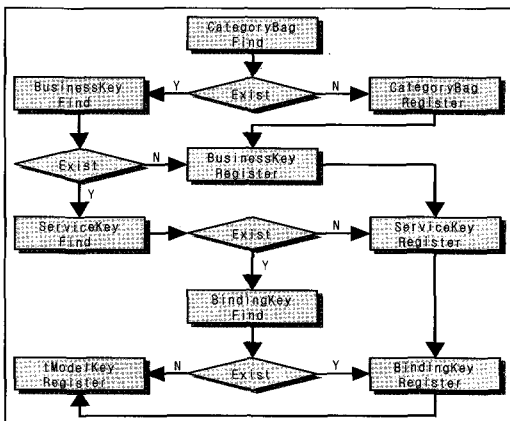 CategoryBag
Find
BusinessKey
Find
Y
Exist
N
CategoryBag
Register
Exist
N
BusinessKey
Register
Y
ServiceKey
Find
Exist
N
ServiceKey
Register
Y
BindingKey
Find
tModelKey
Register
N
Exist
Y
BindingKey
Register